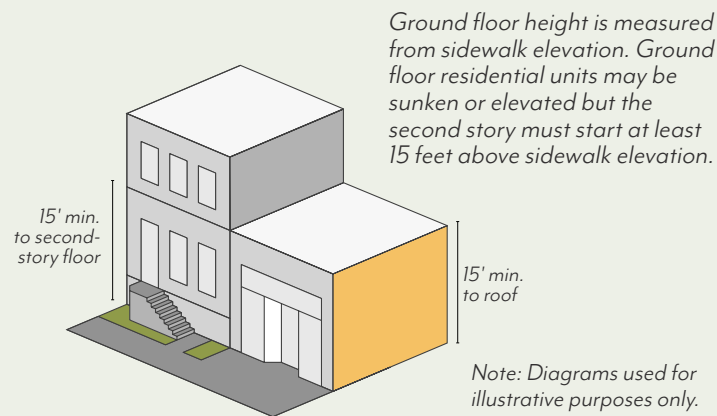 Ground floor height is measured
from sidewalk elevation. Ground
floor residential units may be
sunken or elevated but the
second story must start at least
15 feet above sidewalk elevation.
15' min.
to second-
story floor
15' min.
to roof
Note: Diagrams used for
illustrative purposes only.